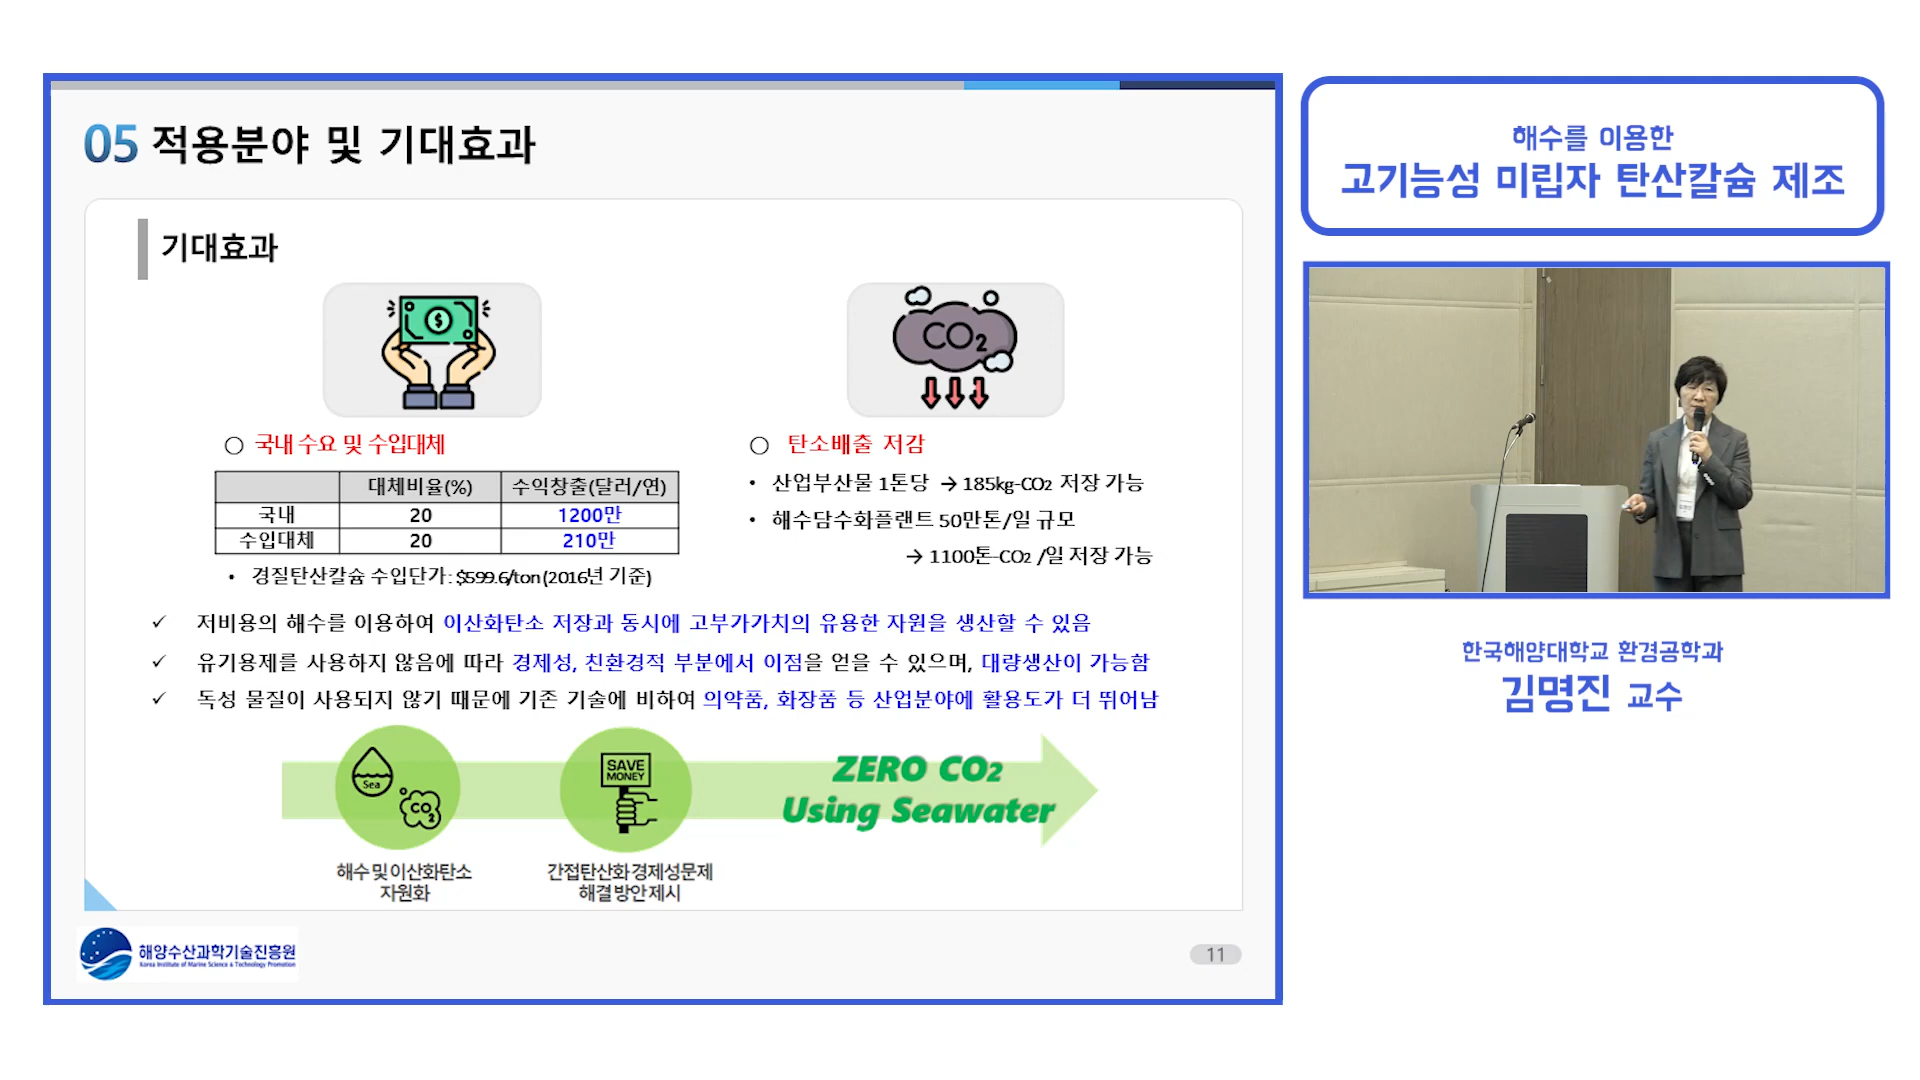 05 적용분야 및 기대효과
기대효과
CO2
○ 국내 수요 및 수입대체
대체비율(%) 수익창출(달러/연)
국내 20 1200만
수입대체 20 210만
• 경질탄산칼슘 수입단가: $599.6/ton(2016년 기준)
○ 탄소배출 저감
• 산업부산물 1톤당 → 185kg-CO2 저장 가능
• 해수담수화플랜트 50만톤/일 규모
→ 1100톤-CO2 /일 저장 가능
✓ 저비용의 해수를 이용하여 이산화탄소 저장과 동시에 고부가가치의 유용한 자원을 생산할 수 있음
✓ 유기용제를 사용하지 않음에 따라 경제성, 친환경적 부분에서 이점을 얻을 수 있으며, 대량생산이 가능함
✓ 독성 물질이 사용되지 않기 때문에 기존 기술에 비하여 의약품, 화장품 등 산업분야에 활용도가 더 뛰어남
Sea
CO2
SAVE
MONEY
ZERO CO2
Using Seawater
해수 및 이산화탄소
자원화
간접탄산화 경제성문제
해결 방안 제시
해양수산과학기술진흥원
Korea Institute of Marine Science & Technology Promotion
11
해수를 이용한
고기능성 미립자 탄산칼슘 제조
한국해양대학교 환경공학과
김명진 교수